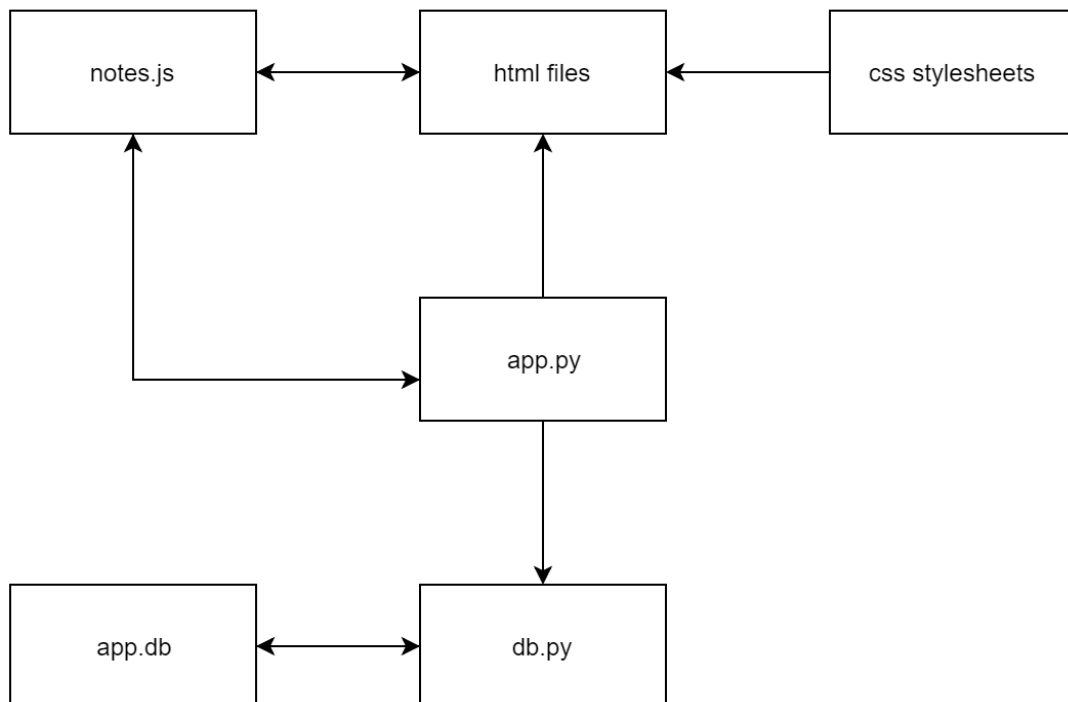 notes.js
html files
css stylesheets
app.py
app.db
db.py